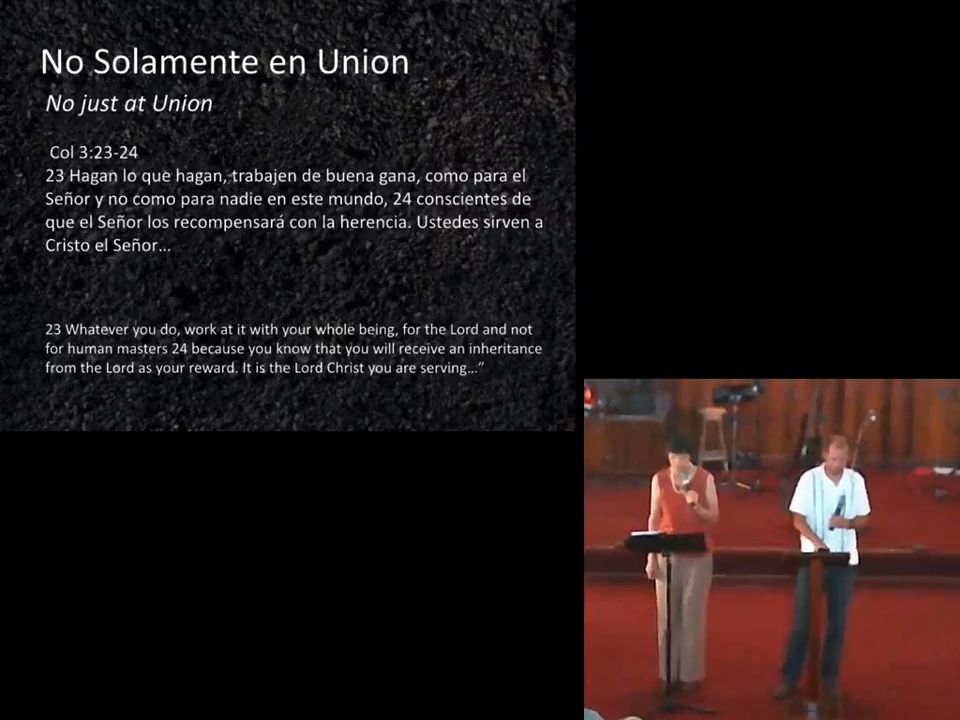 No Solamente en Union
No just at Union
Col 3:23-24
23 Hagan lo que hagan, trabajen de buena gana, como para el
Señor y no como para nadie en este mundo, 24 conscientes de
que el Señor los recompensará con la herencia. Ustedes sirven a
Cristo el Señor...
23 Whatever you do, work at it with your whole being, for the Lord and not
for human masters 24 because you know that you will receive an inheritance
from the Lord as your reward. It is the Lord Christ you are serving...”